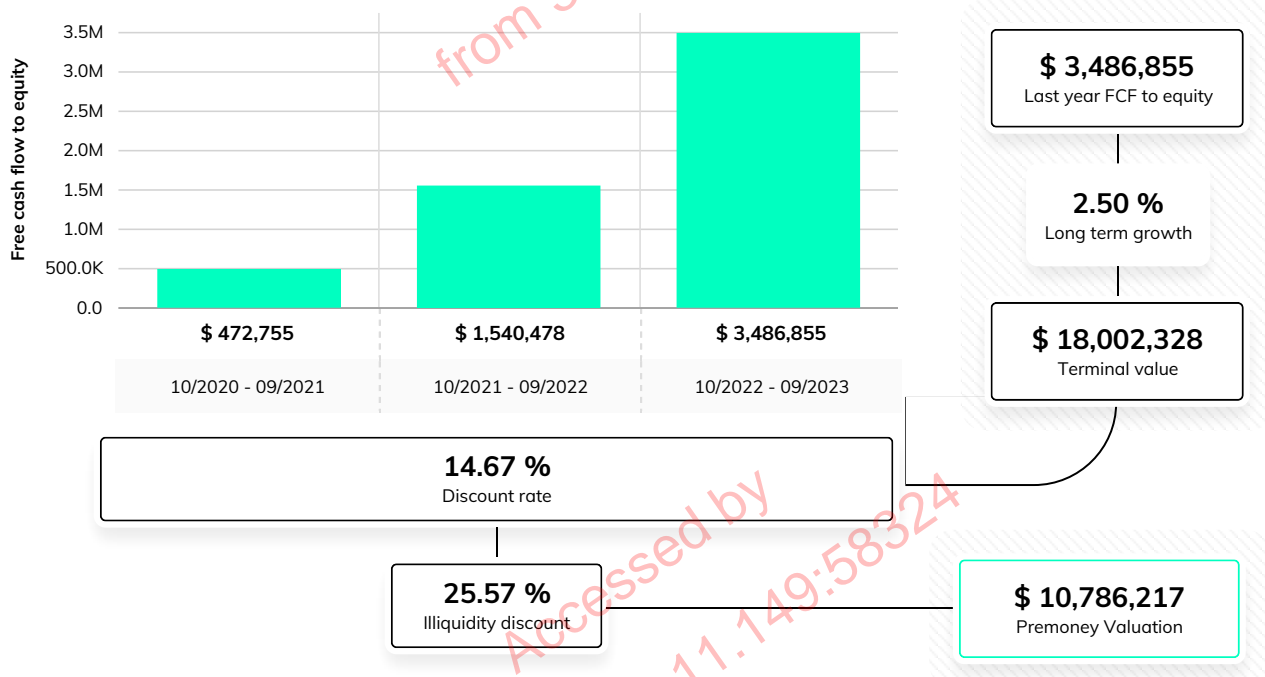 Free cash flow to equity
3.5M
3.0M
2.5M
2.0M
1.5M
1.0M
500.0K
0.0
$ 472,755
$ 1,540,478
$ 3,486,855
10/2020 - 09/2021
10/2021 - 09/2022
10/2022 - 09/2023
$ 3,486,855
Last year FCF to equity
2.50 %
Long term growth
$ 18,002,328
Terminal value
14.67 %
Discount rate
25.57 %
Illiquidity discount
$ 10,786,217
Premoney Valuation
from
Accessed by
11.149:58324